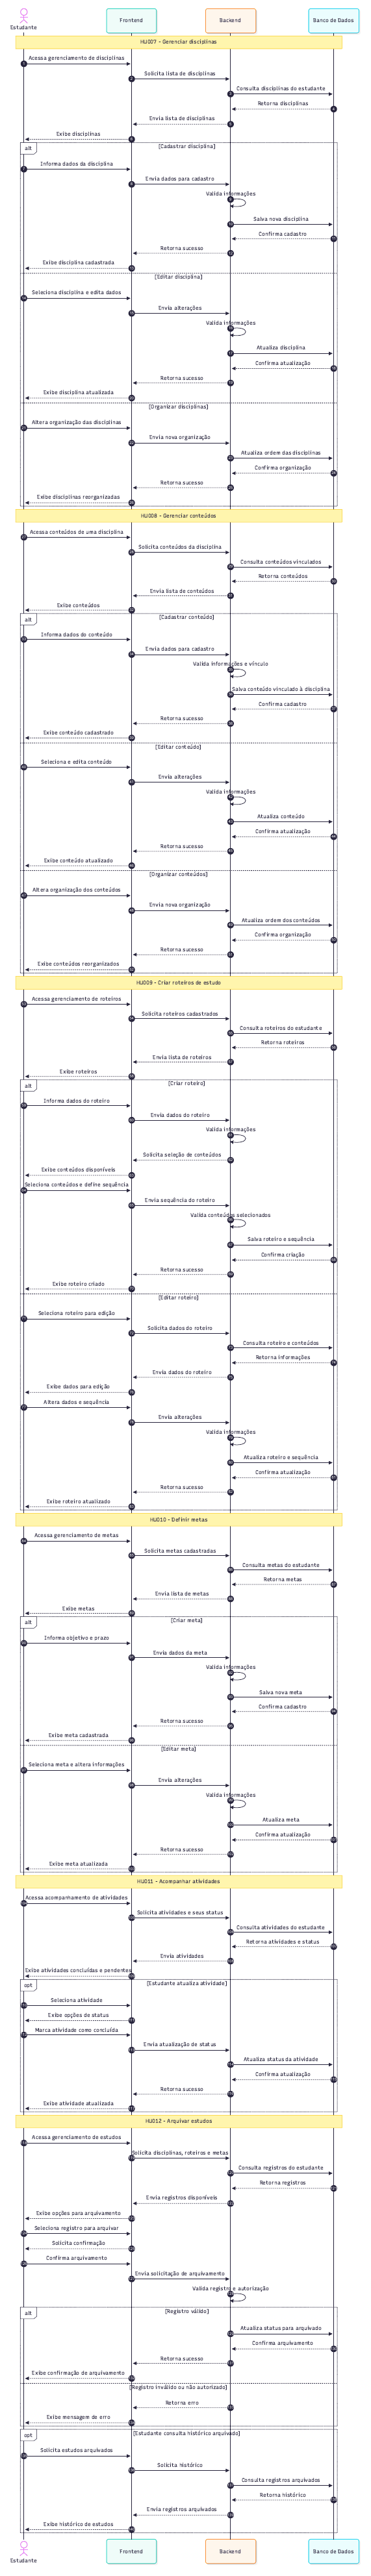 Estudante
Frontend
Backend
Banco de Dados
HU007 - Gerenciar disciplinas
Acessa gerenciamento de disciplinas
Solicita lista de disciplinas
Consulta disciplinas do estudante
Retorna disciplinas
Envia lista de disciplinas
Exibe disciplinas
alt
[Cadastrar disciplina]
Informa dados da disciplina
Envia dados para cadastro
Valida informações
Salva nova disciplina
Confirma cadastro
Retorna sucesso
Exibe disciplina cadastrada
[Editar disciplina]
Seleciona disciplina e edita dados
Envia alterações
Valida informações
Atualiza disciplina
Confirma atualização
Retorna sucesso
Exibe disciplina atualizada
[Organizar disciplinas]
Altera organização das disciplinas
Envia nova organização
Atualiza ordem das disciplinas
Confirma organização
Retorna sucesso
Exibe disciplinas reorganizadas
HU008 - Gerenciar conteúdos
Acessa conteúdos de uma disciplina
Solicita conteúdos da disciplina
Consulta conteúdos vinculados
Retorna conteúdos
Envia lista de conteúdos
Exibe conteúdos
alt
[Cadastrar conteúdo]
Informa dados do conteúdo
Envia dados para cadastro
Valida informações e vínculo
Salva conteúdo vinculado à disciplina
Confirma cadastro
Retorna sucesso
Exibe conteúdo cadastrado
[Editar conteúdo]
Seleciona e edita conteúdo
Envia alterações
Valida informações
Atualiza conteúdo
Confirma atualização
Retorna sucesso
Exibe conteúdo atualizado
[Organizar conteúdos]
Altera organização dos conteúdos
Envia nova organização
Atualiza ordem dos conteúdos
Confirma organização
Retorna sucesso
Exibe conteúdos reorganizados
HU009 - Criar roteiros de estudo
Acessa gerenciamento de roteiros
Solicita roteiros cadastrados
Consulta roteiros do estudante
Retorna roteiros
Envia lista de roteiros
Exibe roteiros
alt
[Criar roteiro]
Informa dados do roteiro
Envia dados do roteiro
Valida informações
Solicita seleção de conteúdos
Exibe conteúdos disponíveis
Seleciona conteúdos e define sequência
Envia sequência do roteiro
Valida conteúdos selecionados
Salva roteiro e sequência
Confirma criação
Retorna sucesso
Exibe roteiro criado
[Editar roteiro]
Seleciona roteiro para edição
Solicita dados do roteiro
Consulta roteiro e conteúdos
Retorna informações
Envia dados do roteiro
Exibe dados para edição
Altera dados e sequência
Envia alterações
Valida informações
Atualiza roteiro e sequência
Confirma atualização
Retorna sucesso
Exibe roteiro atualizado
HU010 - Definir metas
Acessa gerenciamento de metas
Solicita metas cadastradas
Consulta metas do estudante
Retorna metas
Envia lista de metas
Exibe metas
alt
[Criar meta]
Informa objetivo e prazo
Envia dados da meta
Valida informações
Salva nova meta
Confirma cadastro
Retorna sucesso
Exibe meta cadastrada
[Editar meta]
Seleciona meta e altera informações
Envia alterações
Valida informações
Atualiza meta
Confirma atualização
Retorna sucesso
Exibe meta atualizada
HU011 - Acompanhar atividades
Acessa acompanhamento de atividades
Solicita atividades e seus status
Consulta atividades do estudante
Retorna atividades e status
Envia atividades
Exibe atividades concluídas e pendentes
opt
[Estudante atualiza atividade]
Seleciona atividade
Exibe opções de status
Marca atividade como concluída
Envia atualização de status
Atualiza status da atividade
Confirma atualização
Retorna sucesso
Exibe atividade atualizada
HU012 - Arquivar estudos
Acessa gerenciamento de estudos
Solicita disciplinas, roteiros e metas
Consulta registros do estudante
Retorna registros
Envia registros disponíveis
Exibe opções para arquivamento
Seleciona registro para arquivar
Solicita confirmação
Confirma arquivamento
Envia solicitação de arquivamento
Valida registro e autorização
alt
[Registro válido]
Atualiza status para arquivado
Confirma arquivamento
Retorna sucesso
Exibe confirmação de arquivamento
[Registro inválido ou não autorizado]
Retorna erro
Exibe mensagem de erro
opt
[Estudante consulta histórico arquivado]
Solicita estudos arquivados
Solicita histórico
Consulta registros arquivados
Retorna histórico
Envia registros arquivados
Exibe histórico de estudos
Estudante
Frontend
Backend
Banco de Dados